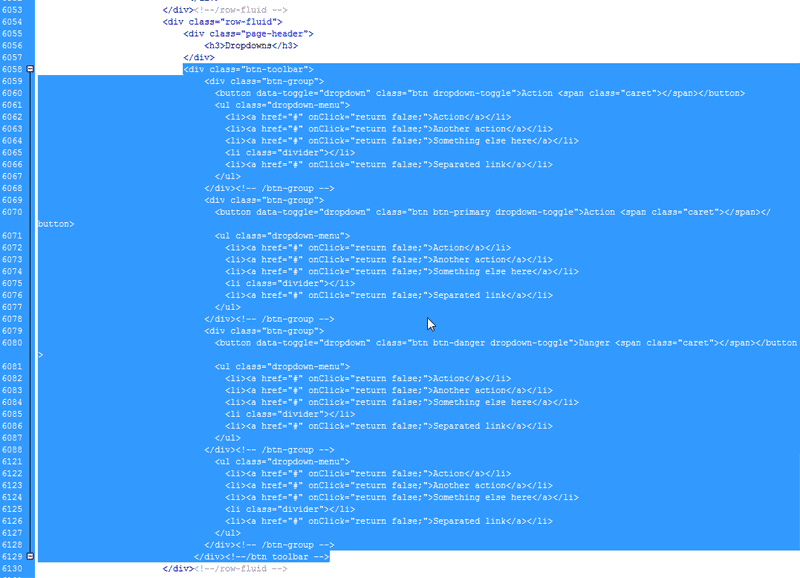 6053 </div><!--/row-fluid -->
6054 <div class="row-fluid">
6055 <div class="page-header">
6056 <h3>Dropdowns</h3>
6057 </div>
6058 <div class="btn-toolbar">
6059 <div class="btn-group">
6060 <button data-toggle="dropdown" class="btn dropdown-toggle">Action <span class="caret"></span></button>
6061 <ul class="dropdown-menu">
6062 <li><a href="#" onClick="return false;">Action</a></li>
6063 <li><a href="#" onClick="return false;">Another action</a></li>
6064 <li><a href="#" onClick="return false;">Something else here</a></li>
6065 <li class="divider"></li>
6066 <li><a href="#" onClick="return false;">Separated link</a></li>
6067 </ul>
6068 </div><!-- /btn-group -->
6069 <div class="btn-group">
6070 <button data-toggle="dropdown" class="btn btn-primary dropdown-toggle">Action <span class="caret"></span></
button>
6071 <ul class="dropdown-menu">
6072 <li><a href="#" onClick="return false;">Action</a></li>
6073 <li><a href="#" onClick="return false;">Another action</a></li>
6074 <li><a href="#" onClick="return false;">Something else here</a></li>
6075 <li class="divider"></li>
6076 <li><a href="#" onClick="return false;">Separated link</a></li>
6077 </ul>
6078 </div><!-- /btn-group -->
6079 <div class="btn-group">
6080 <button data-toggle="dropdown" class="btn btn-danger dropdown-toggle">Danger <span class="caret"></span></button
>
6081 <ul class="dropdown-menu">
6082 <li><a href="#" onClick="return false;">Action</a></li>
6083 <li><a href="#" onClick="return false;">Another action</a></li>
6084 <li><a href="#" onClick="return false;">Something else here</a></li>
6085 <li class="divider"></li>
6086 <li><a href="#" onClick="return false;">Separated link</a></li>
6087 </ul>
6088 </div><!-- /btn-group -->
6121 <ul class="dropdown-menu">
6122 <li><a href="#" onClick="return false;">Action</a></li>
6123 <li><a href="#" onClick="return false;">Another action</a></li>
6124 <li><a href="#" onClick="return false;">Something else here</a></li>
6125 <li class="divider"></li>
6126 <li><a href="#" onClick="return false;">Separated link</a></li>
6127 </ul>
6128 </div><!-- /btn-group -->
6129 </div><!--/btn toolbar -->
6130 </div><!--/row-fluid -->